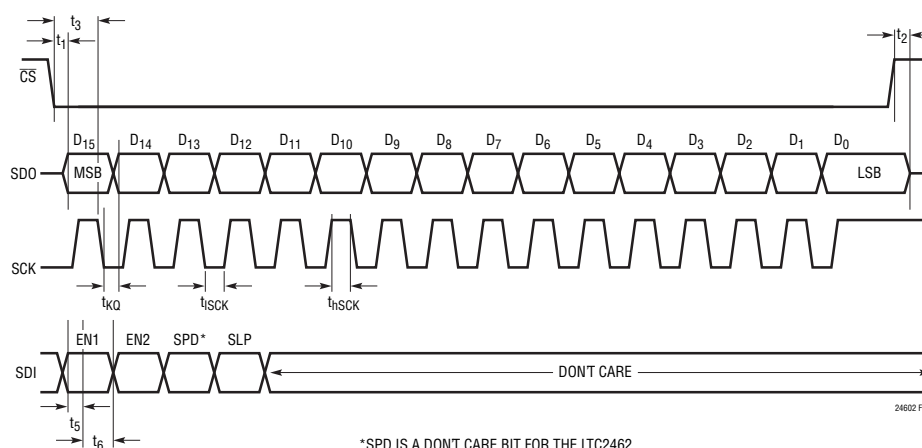 t3
t1
t2
CS
D15 D14 D13 D12 D11 D10 D9 D8 D7 D6 D5 D4 D3 D2 D1 D0
SDO MSB LSB
SCK
tKQ tlSCK thSCK
EN1 EN2 SPD* SLP
SDI DON'T CARE
24602 F
t5
t6
*SPD IS A DON'T CARE BIT FOR THE LTC2462